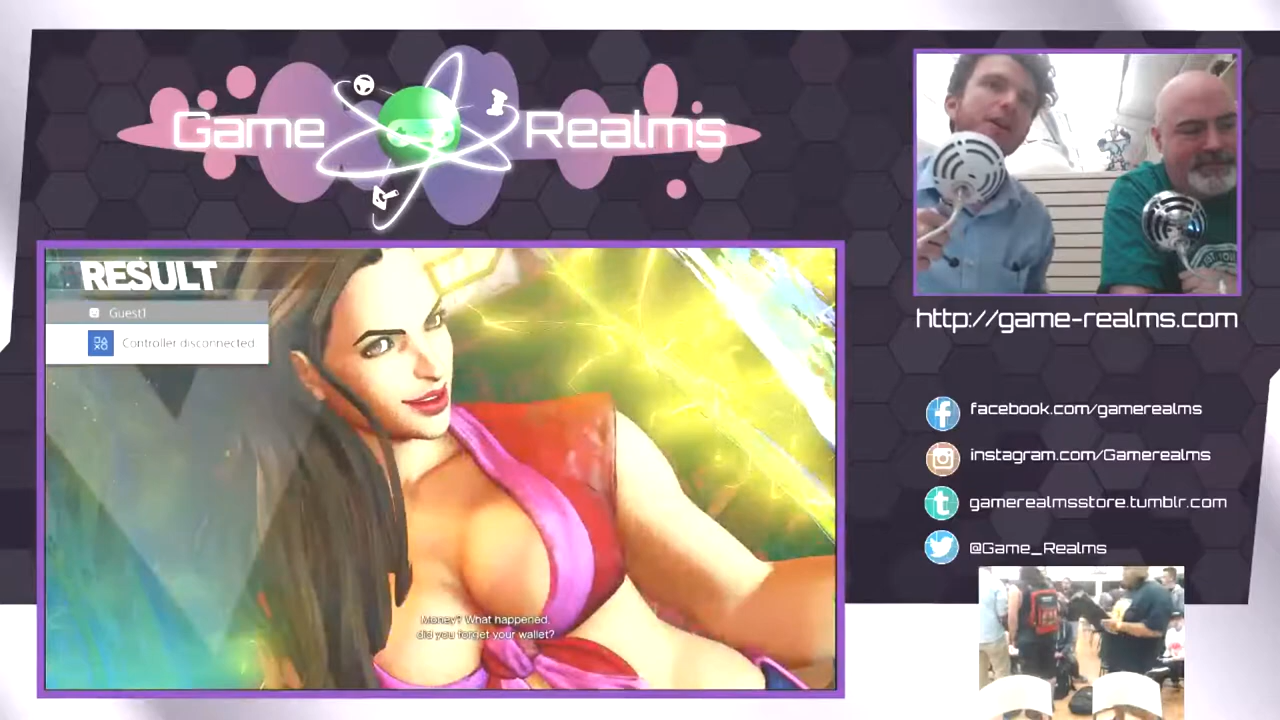 Game Realms
RESULT
Guest1
Controller disconnected
Money? What happened,
did you forget your wallet?
http://game-realms.com
facebook.com/gamerealms
instagram.com/Gamerealms
gamerealmsstore.tumblr.com
@Game_Realms